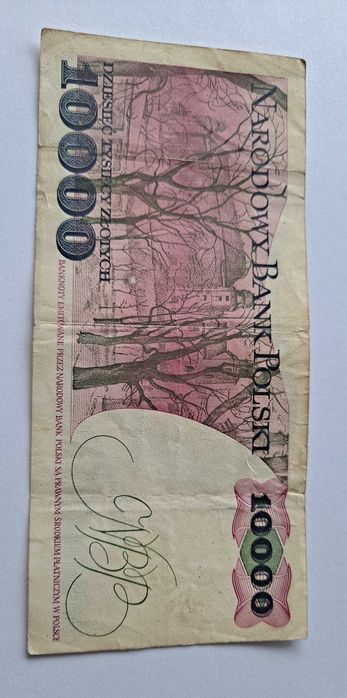 NARODOWY BANK POLSKI
10000
DZIESIĘĆ TYSIĘCY ZŁOTYCH
10000
NBP
BANKNOTY EMITOWANE PRZEZ NARODOWY BANK POLSKI SĄ PRAWNYM ŚRODKIEM PŁATNICZYM W POLSCE